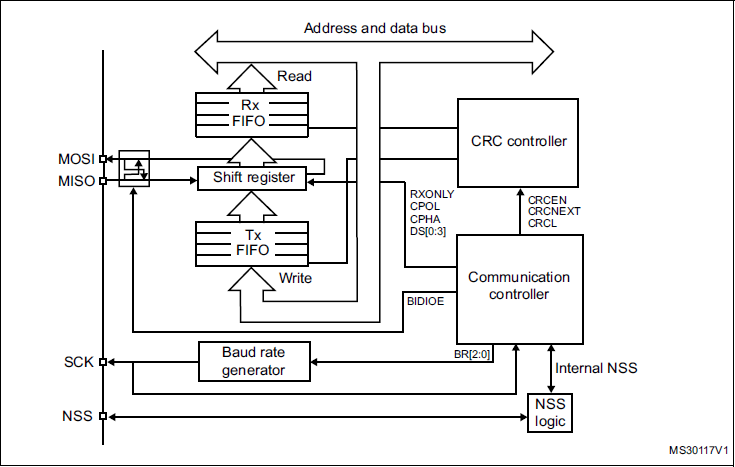 Address and data bus
Read
Rx
FIFO
CRC controller
MOSI
MISO
Shift register
RXONLY
CPOL
CPHA
DS[0:3]
CRCEN
CRCNEXT
CRCL
Tx
FIFO
Write
Communication
controller
BIDIOE
Baud rate
generator
BR[2:0]
SCK
Internal NSS
NSS
NSS
logic
MS30117V1